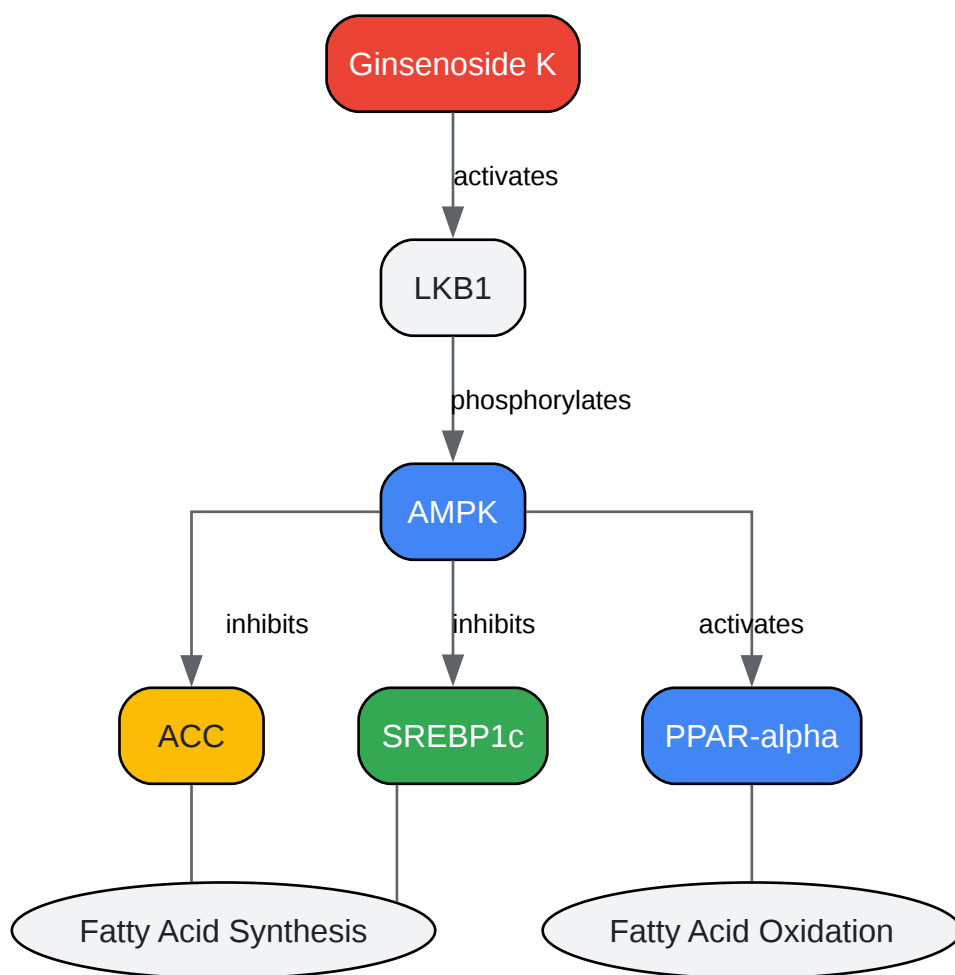 Ginsenoside K
activates
LKB1
phosphorylates
AMPK
inhibits
inhibits
activates
ACC
SREBP1c
PPAR-alpha
Fatty Acid Synthesis
Fatty Acid Oxidation